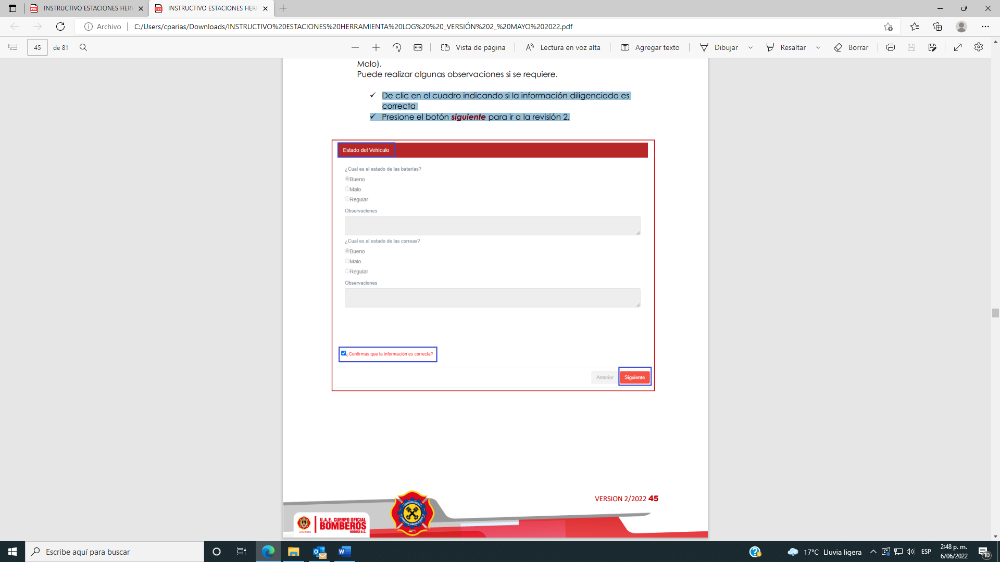 INSTRUCTIVO ESTACIONES HERR
INSTRUCTIVO ESTACIONES HERR
Archivo
C:/Users/cparias/Downloads/INSTRUCTIVO%20ESTACIONES%20HERRAMIENTA%20LOG%20%20_VERSIÓN%202_%20MAYO%202022.pdf
45 de 81
Vista de página
Lectura en voz alta
Agregar texto
Dibujar
Resaltar
Borrar
Malo).
Puede realizar algunas observaciones si se requiere.
✓ De clic en el cuadro indicando si la información diligenciada es
correcta
✓ Presione el botón siguiente para ir a la revisión 2.
Estado del Vehículo
¿Cual es el estado de las baterías?
Bueno
Malo
Regular
Observaciones
¿Cual es el estado de las correas?
Bueno
Malo
Regular
Observaciones
¿Confirmas que la información es correcta?
Anterior
Siguiente
VERSION 2/2022 45
U.A.E. CUERPO OFICIAL
BOMBEROS
BOGOTÁ D.C.
Escribe aquí para buscar
17°C Lluvia ligera
ESP
2:48 p. m.
6/06/2022
10